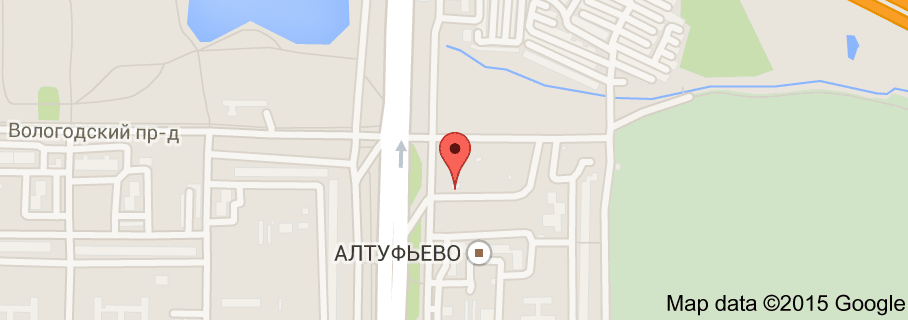 Вологодский пр-д
АЛТУФЬЕВО
Map data ©2015 Google